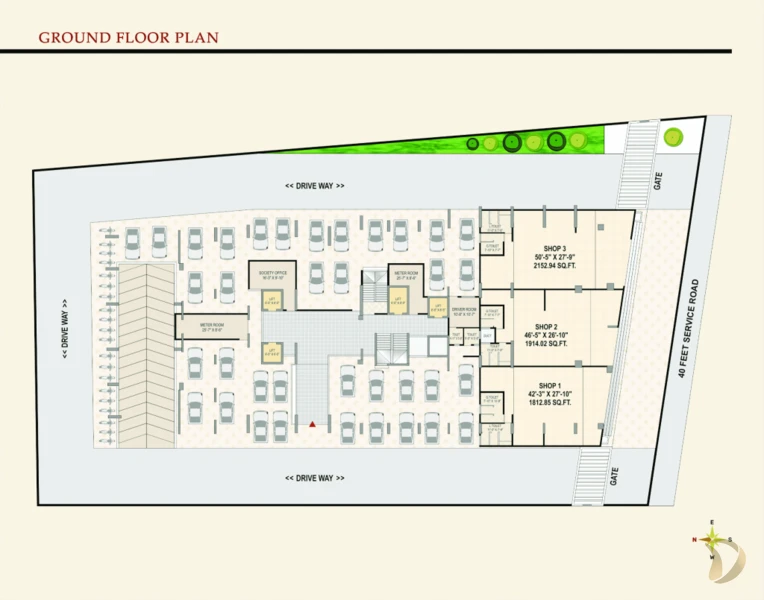 GROUND FLOOR PLAN
<< DRIVE WAY >>
GATE
SHOP 3
50'-5" X 27'-9"
2152.94 SQ.FT.
SOCIETY OFFICE
METER ROOM
LIFT
LIFT
LIFT
DRIVER ROOM
METER ROOM
SHOP 2
46'-5" X 26'-10"
1914.02 SQ.FT.
<< DRIVE WAY >>
40 FEET SERVICE ROAD
LIFT
SHOP 1
42'-3" X 27'-10"
1812.85 SQ.FT.
<< DRIVE WAY >>
GATE
E
N S
W